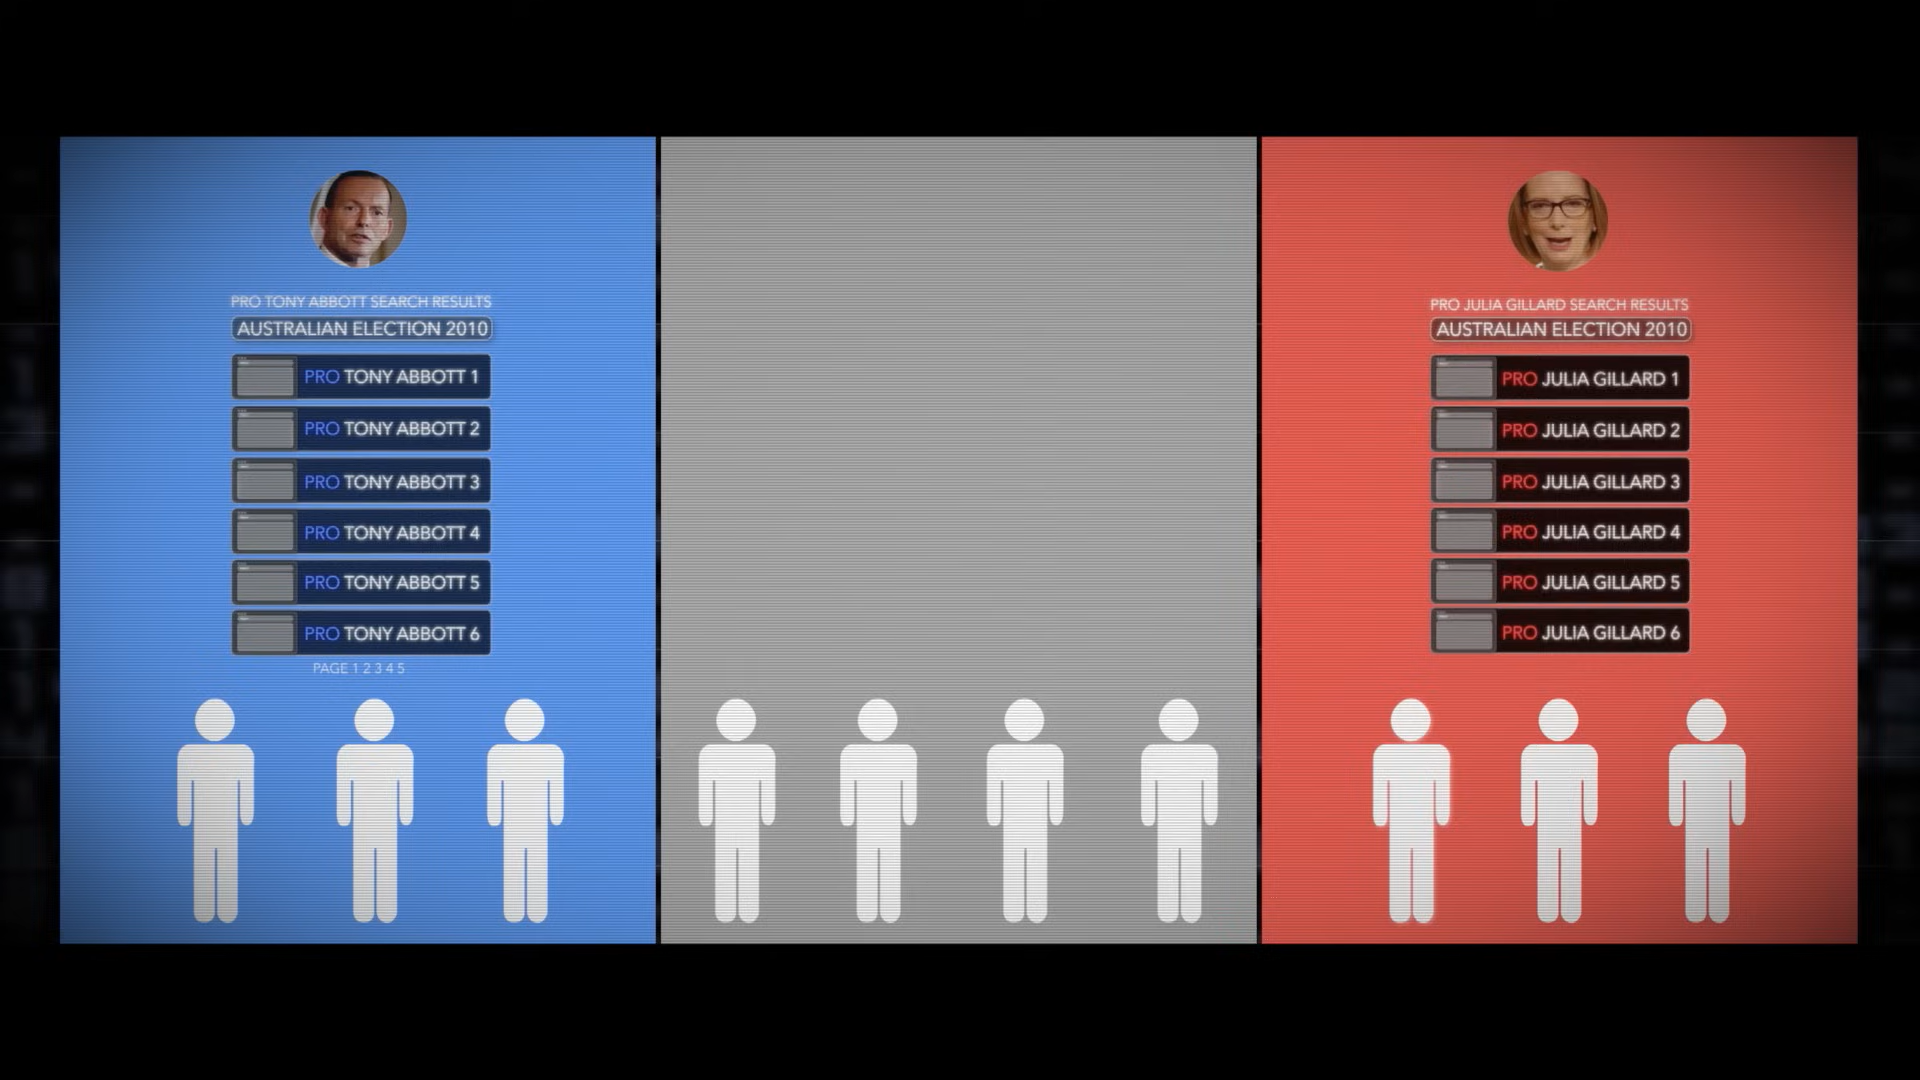 PRO TONY ABBOTT SEARCH RESULTS
AUSTRALIAN ELECTION 2010
PRO TONY ABBOTT 1
PRO TONY ABBOTT 2
PRO TONY ABBOTT 3
PRO TONY ABBOTT 4
PRO TONY ABBOTT 5
PRO TONY ABBOTT 6
PAGE 1 2 3 4 5
PRO JULIA GILLARD SEARCH RESULTS
AUSTRALIAN ELECTION 2010
PRO JULIA GILLARD 1
PRO JULIA GILLARD 2
PRO JULIA GILLARD 3
PRO JULIA GILLARD 4
PRO JULIA GILLARD 5
PRO JULIA GILLARD 6